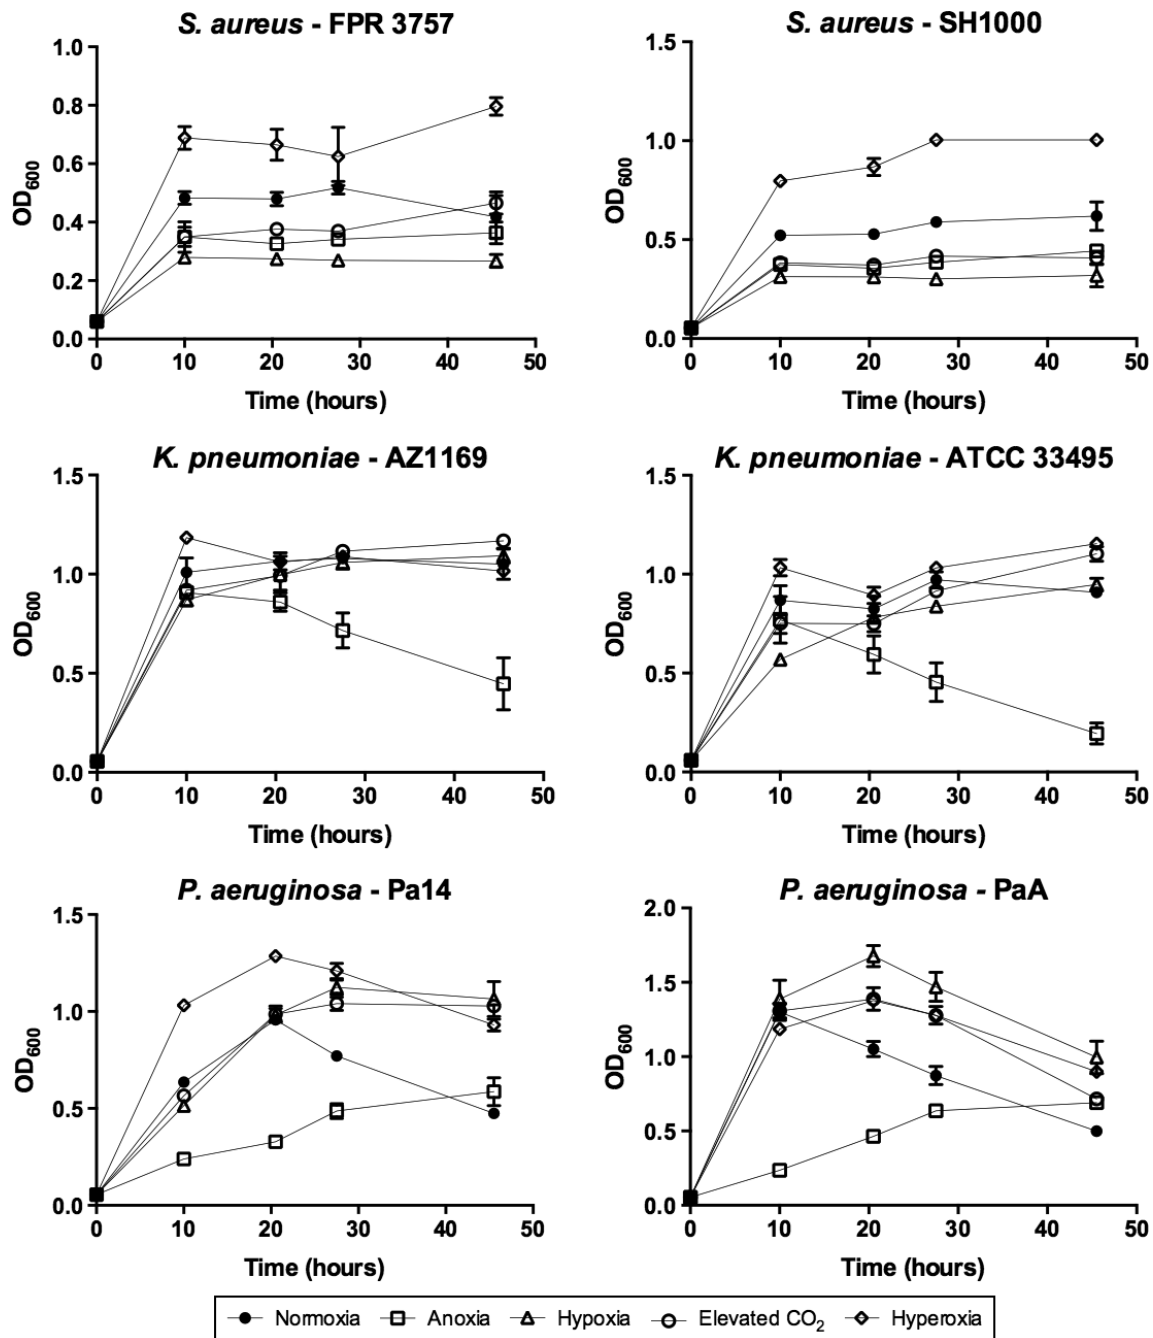 S. aureus - FPR 3757
1.0
0.8
0.6
0.4
0.2
0.0
OD600
0 10 20 30 40 50
Time (hours)
S. aureus - SH1000
1.5
1.0
0.5
0.0
OD600
0 10 20 30 40 50
Time (hours)
K. pneumoniae - AZ1169
1.5
1.0
0.5
0.0
OD600
0 10 20 30 40 50
Time (hours)
K. pneumoniae - ATCC 33495
1.5
1.0
0.5
0.0
OD600
0 10 20 30 40 50
Time (hours)
P. aeruginosa - Pa14
1.5
1.0
0.5
0.0
OD600
0 10 20 30 40 50
Time (hours)
P. aeruginosa - PaA
2.0
1.5
1.0
0.5
0.0
OD600
0 10 20 30 40 50
Time (hours)
Normoxia Anoxia Hypoxia Elevated CO2 Hyperoxia